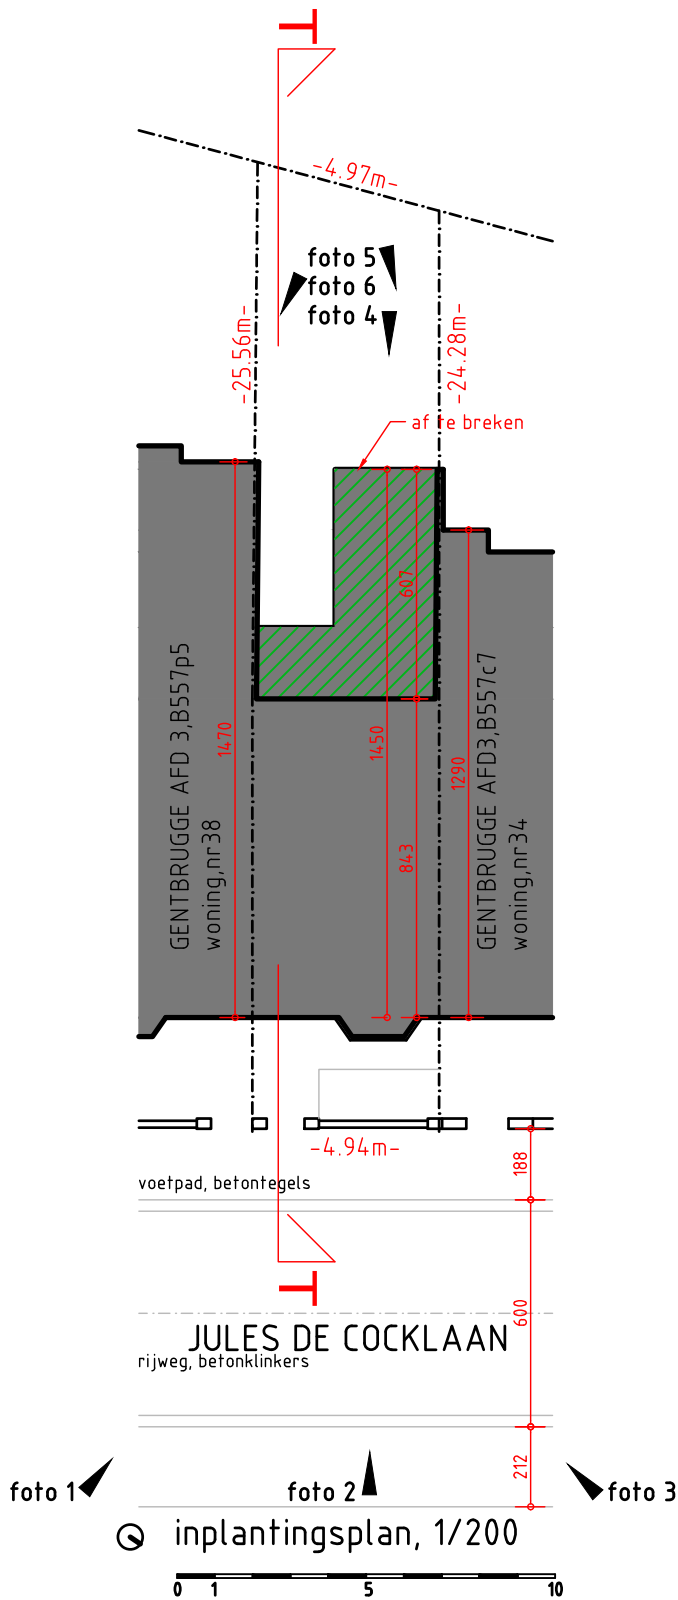 T
-4.97m-
foto 5
foto 6
foto 4
-25.56m-
-24.28m-
af te breken
607
GENTBRUGGE AFD 3,B557p5
woning,nr38
1470
1450
843
1290
GENTBRUGGE AFD3,B557c7
woning,nr34
-4.94m-
188
voetpad, betontegels
T
600
JULES DE COCKLAAN
rijweg, betonklinkers
212
foto 1
foto 2
foto 3
inplantingsplan, 1/200
0 1 5 10